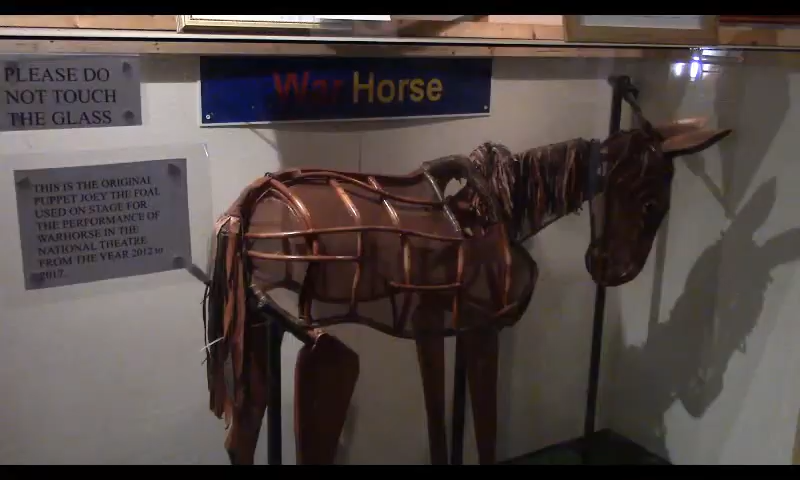 PLEASE DO
NOT TOUCH
THE GLASS
War Horse
THIS IS THE ORIGINAL
PUPPET JOEY THE FOAL
USED ON STAGE FOR
THE PERFORMANCE OF
WARHORSE IN THE
NATIONAL THEATRE
FROM THE YEAR 2012 to
2017.